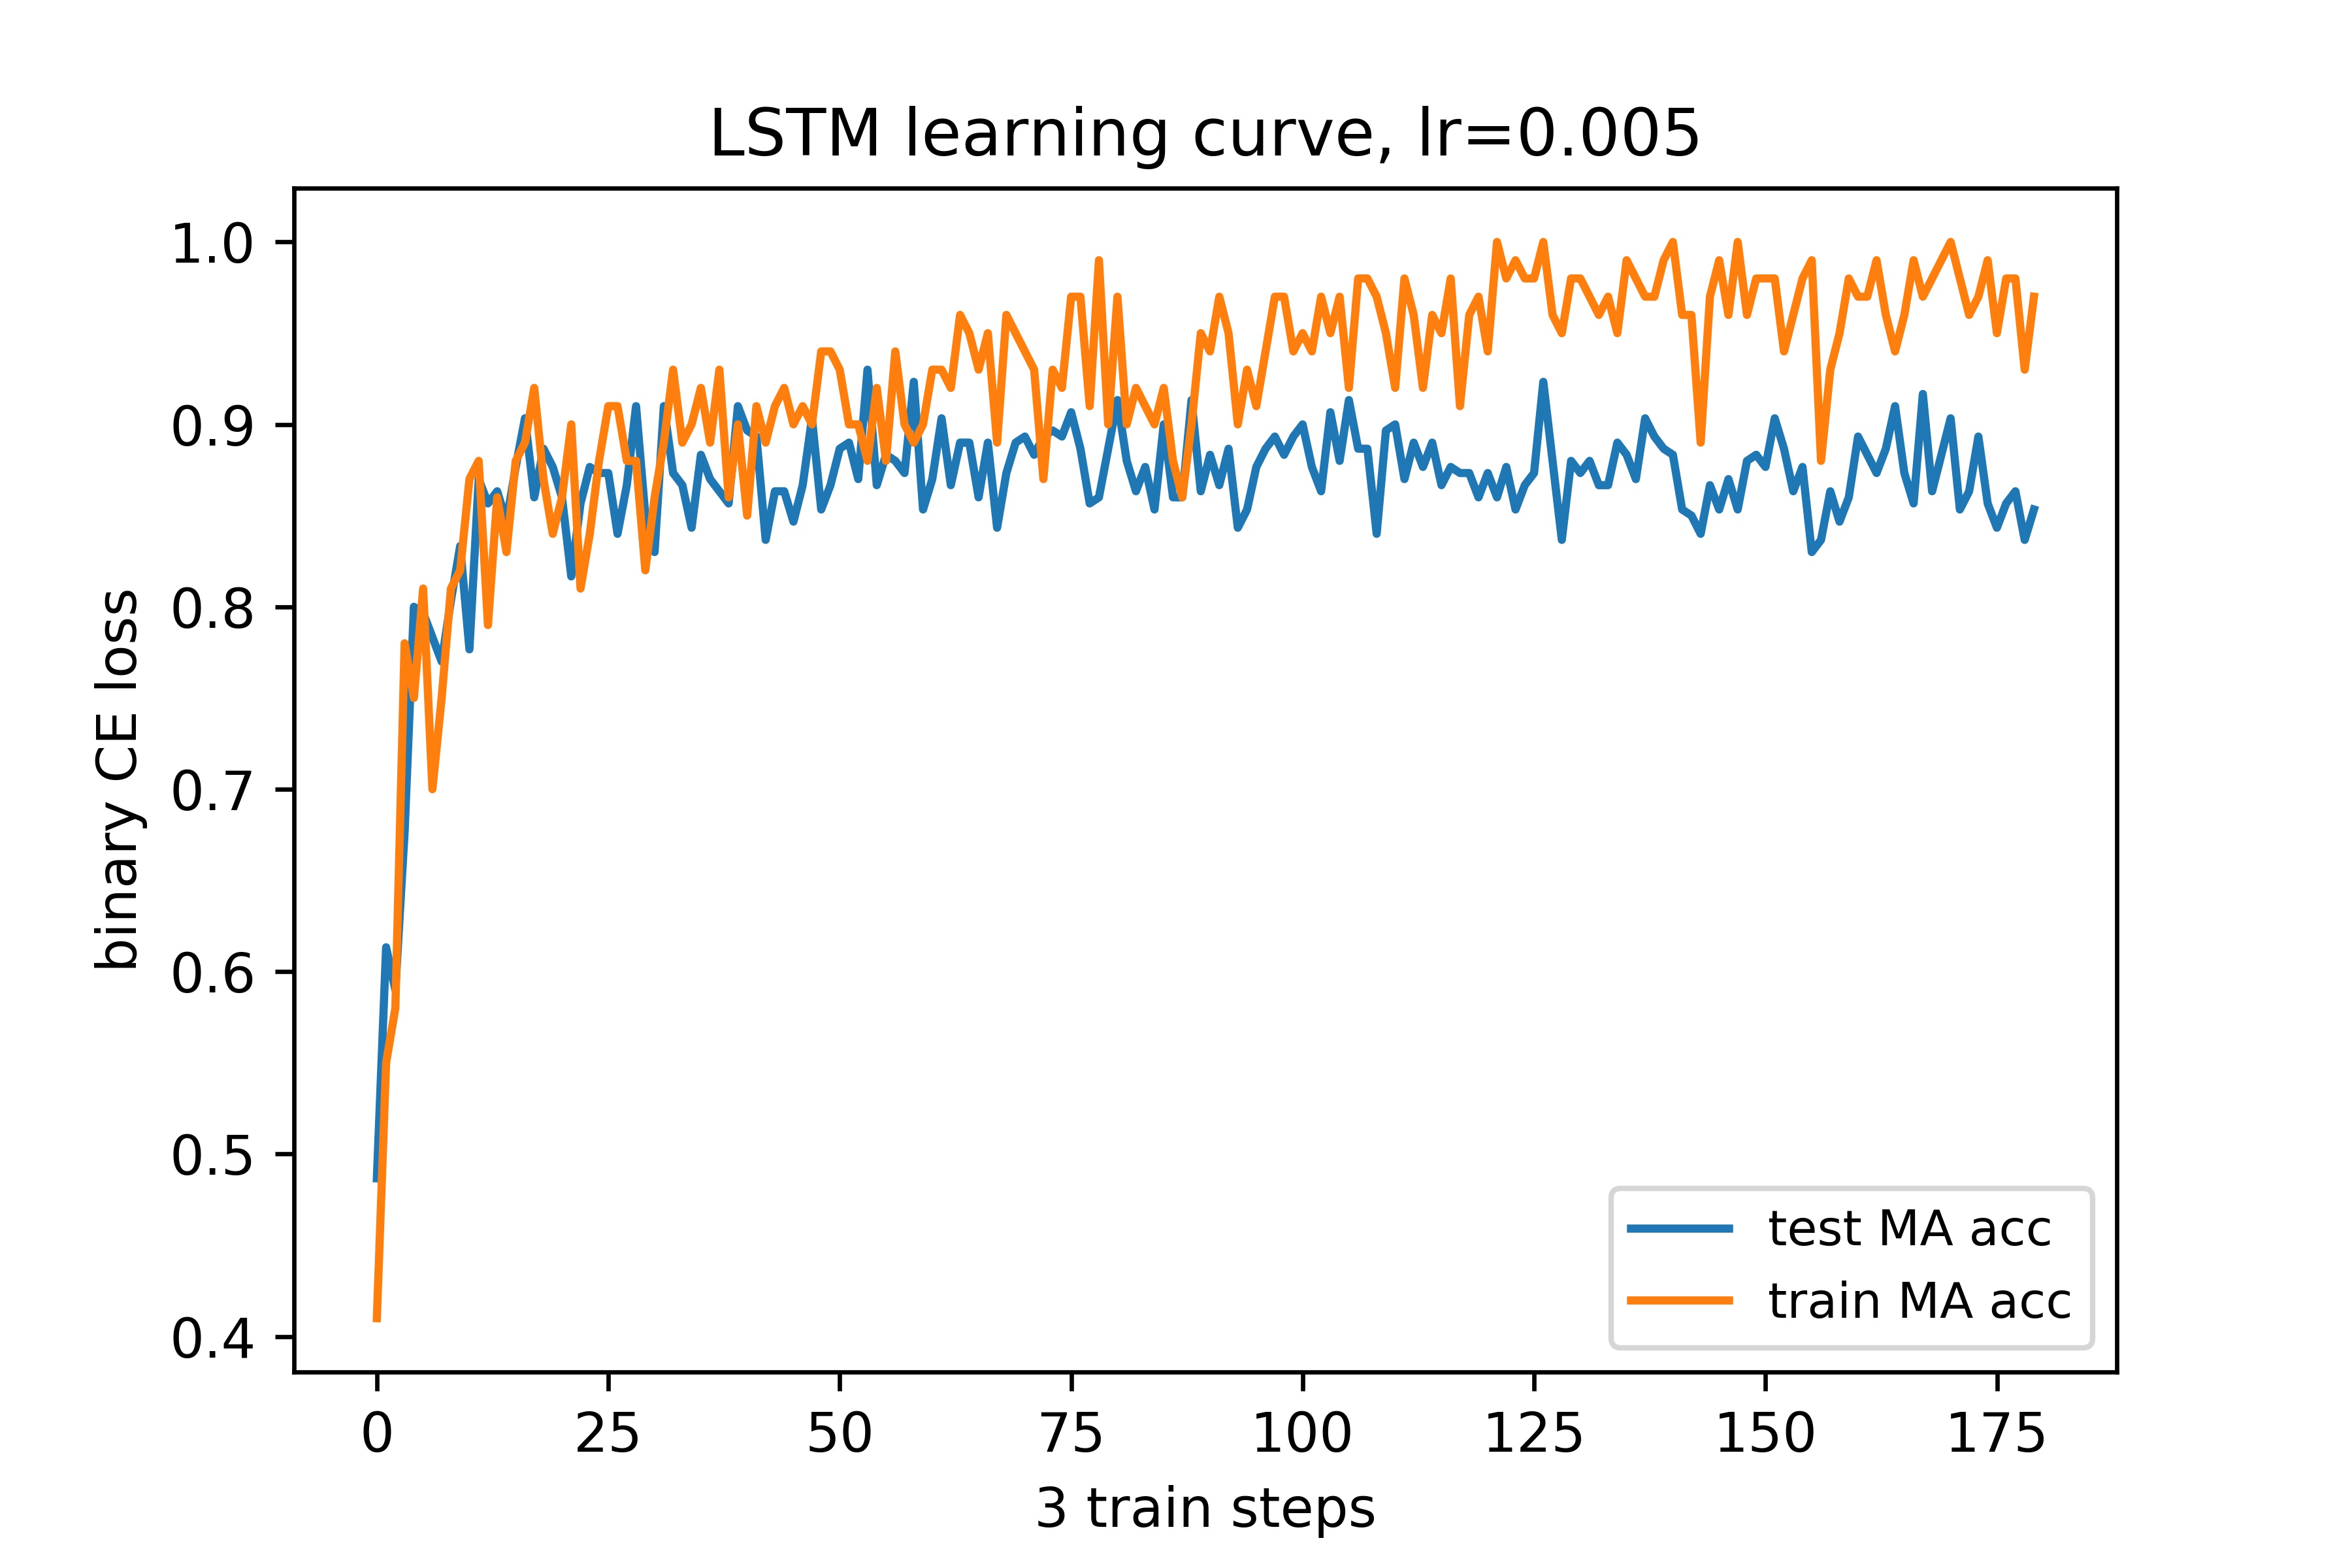 LSTM learning curve, lr=0.005
1.0
0.9
0.8
0.7
0.6
0.5
0.4
binary CE loss
test MA acc
train MA acc
0 25 50 75 100 125 150 175
3 train steps